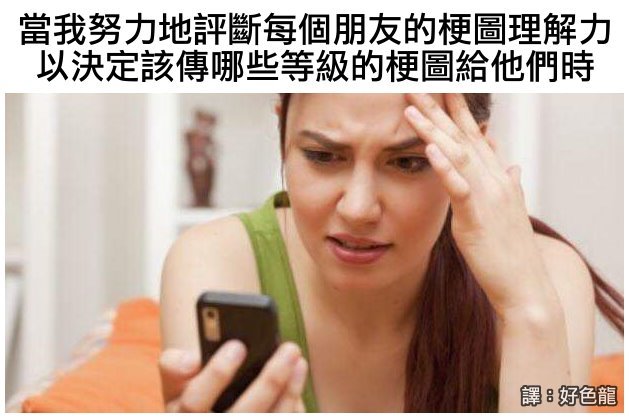 當我努力地評斷每個朋友的梗圖理解力
以決定該傳哪些等級的梗圖給他們時
譯：好色龍